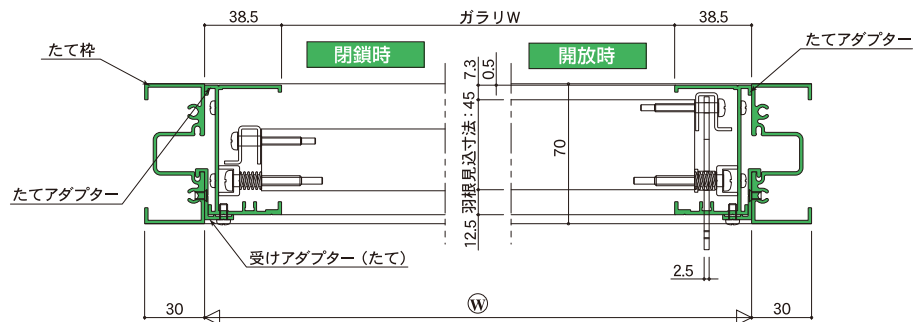 38.5
ガラリW
38.5
たて枠
閉鎖時
開放時
たてアダプター
7.3
0.5
羽根見込寸法：45
70
12.5
たてアダプター
受けアダプター（たて）
2.5
30
W
30